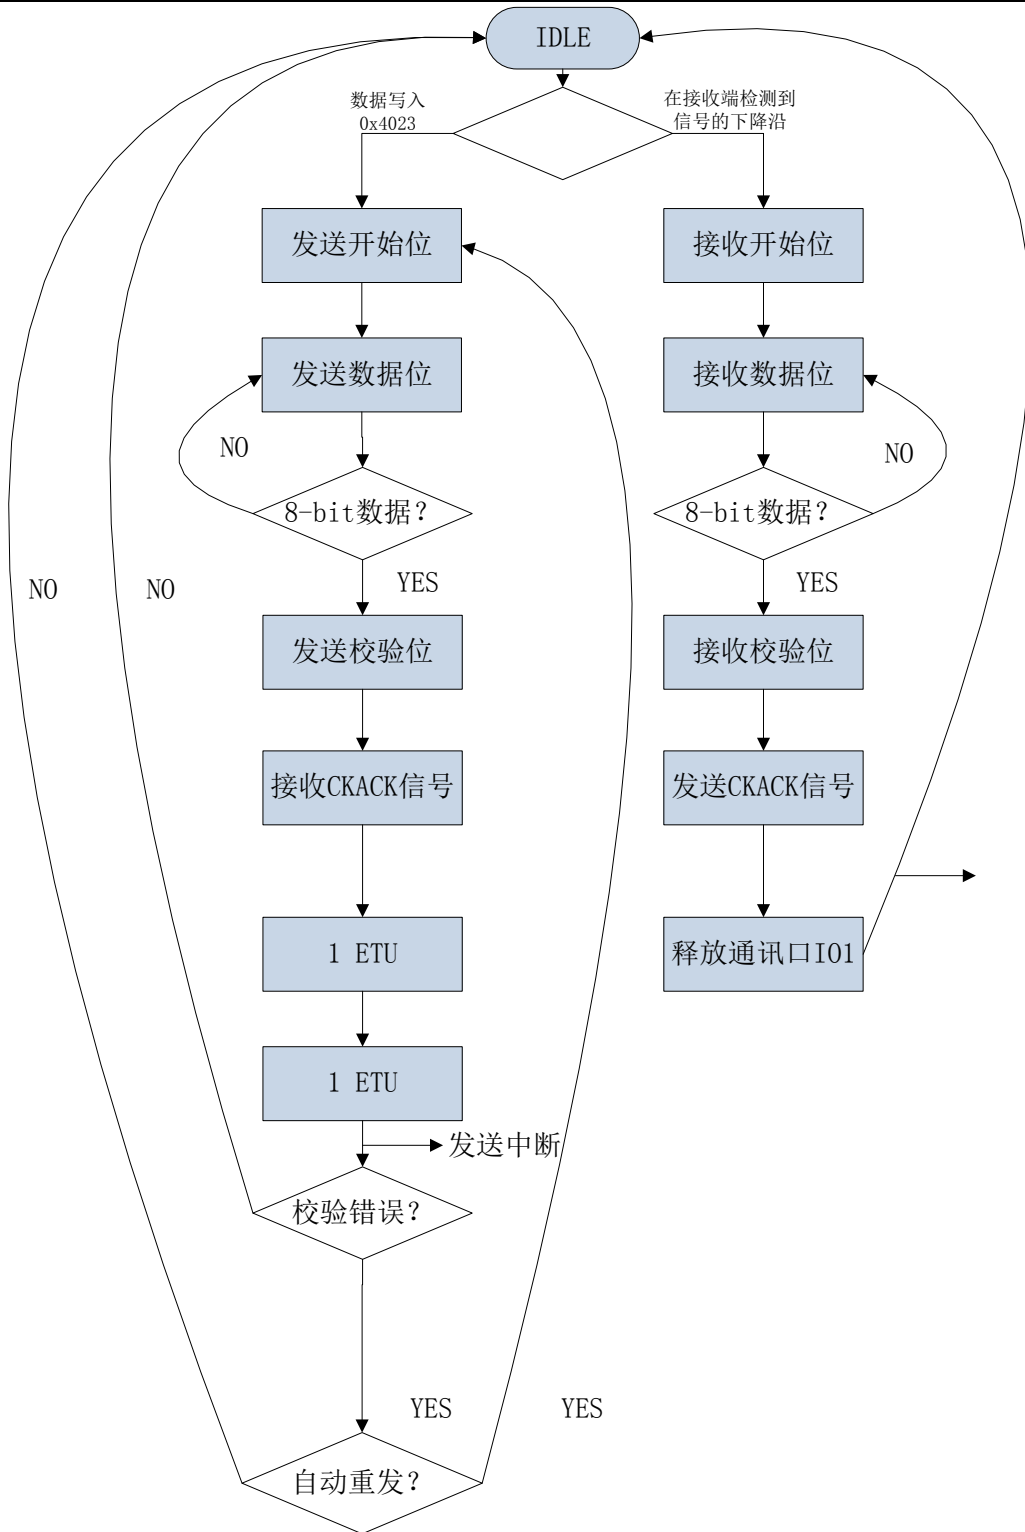 IDLE
数据写入
0x4023
在接收端检测到
信号的下降沿
发送开始位
接收开始位
发送数据位
接收数据位
NO
NO
8-bit数据?
8-bit数据?
YES
YES
NO
NO
发送校验位
接收校验位
接收CKACK信号
发送CKACK信号
1 ETU
释放通讯口IO1
1 ETU
发送中断
校验错误?
YES
YES
自动重发?